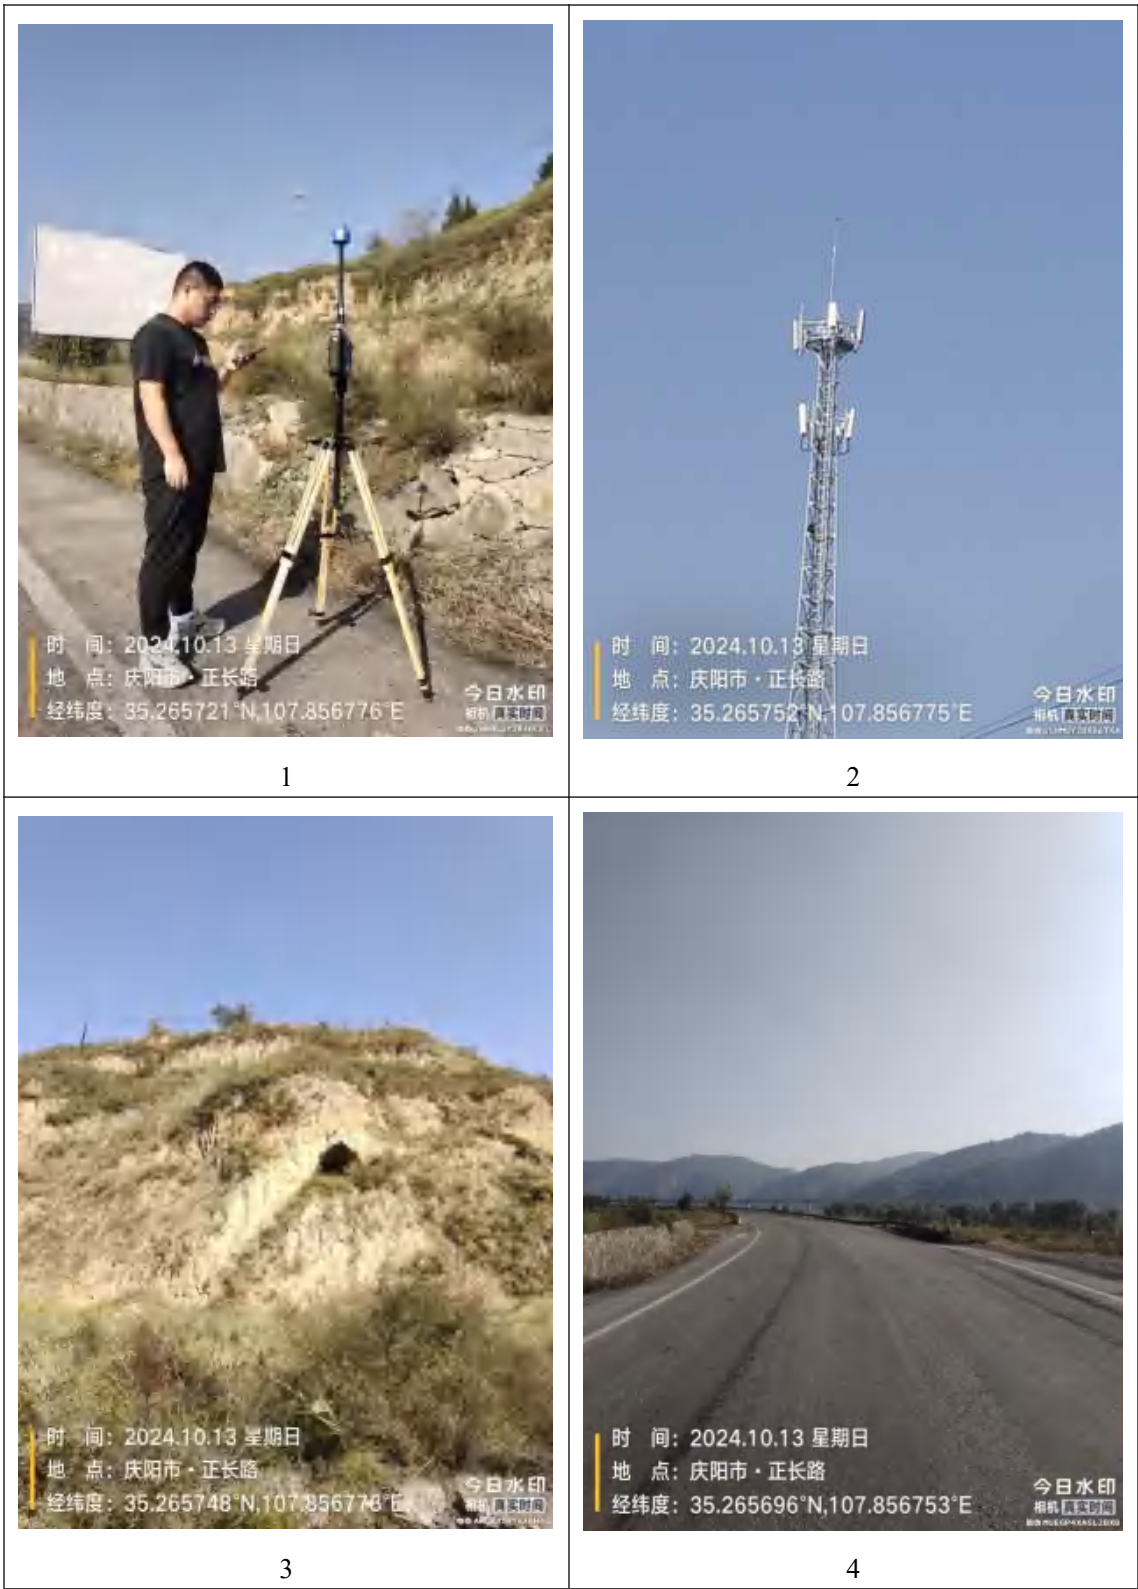 时 间：2024.10.13 星期日
地 点：庆阳市·正长路
经纬度：35.265721°N,107.856776°E
今日水印
相机 真实时间
1
时 间：2024.10.13 星期日
地 点：庆阳市·正长路
经纬度：35.265752°N,107.856775°E
今日水印
相机 真实时间
2
时 间：2024.10.13 星期日
地 点：庆阳市·正长路
经纬度：35.265748°N,107.856776°E
今日水印
相机 真实时间
3
时 间：2024.10.13 星期日
地 点：庆阳市·正长路
经纬度：35.265696°N,107.856753°E
今日水印
相机 真实时间
4